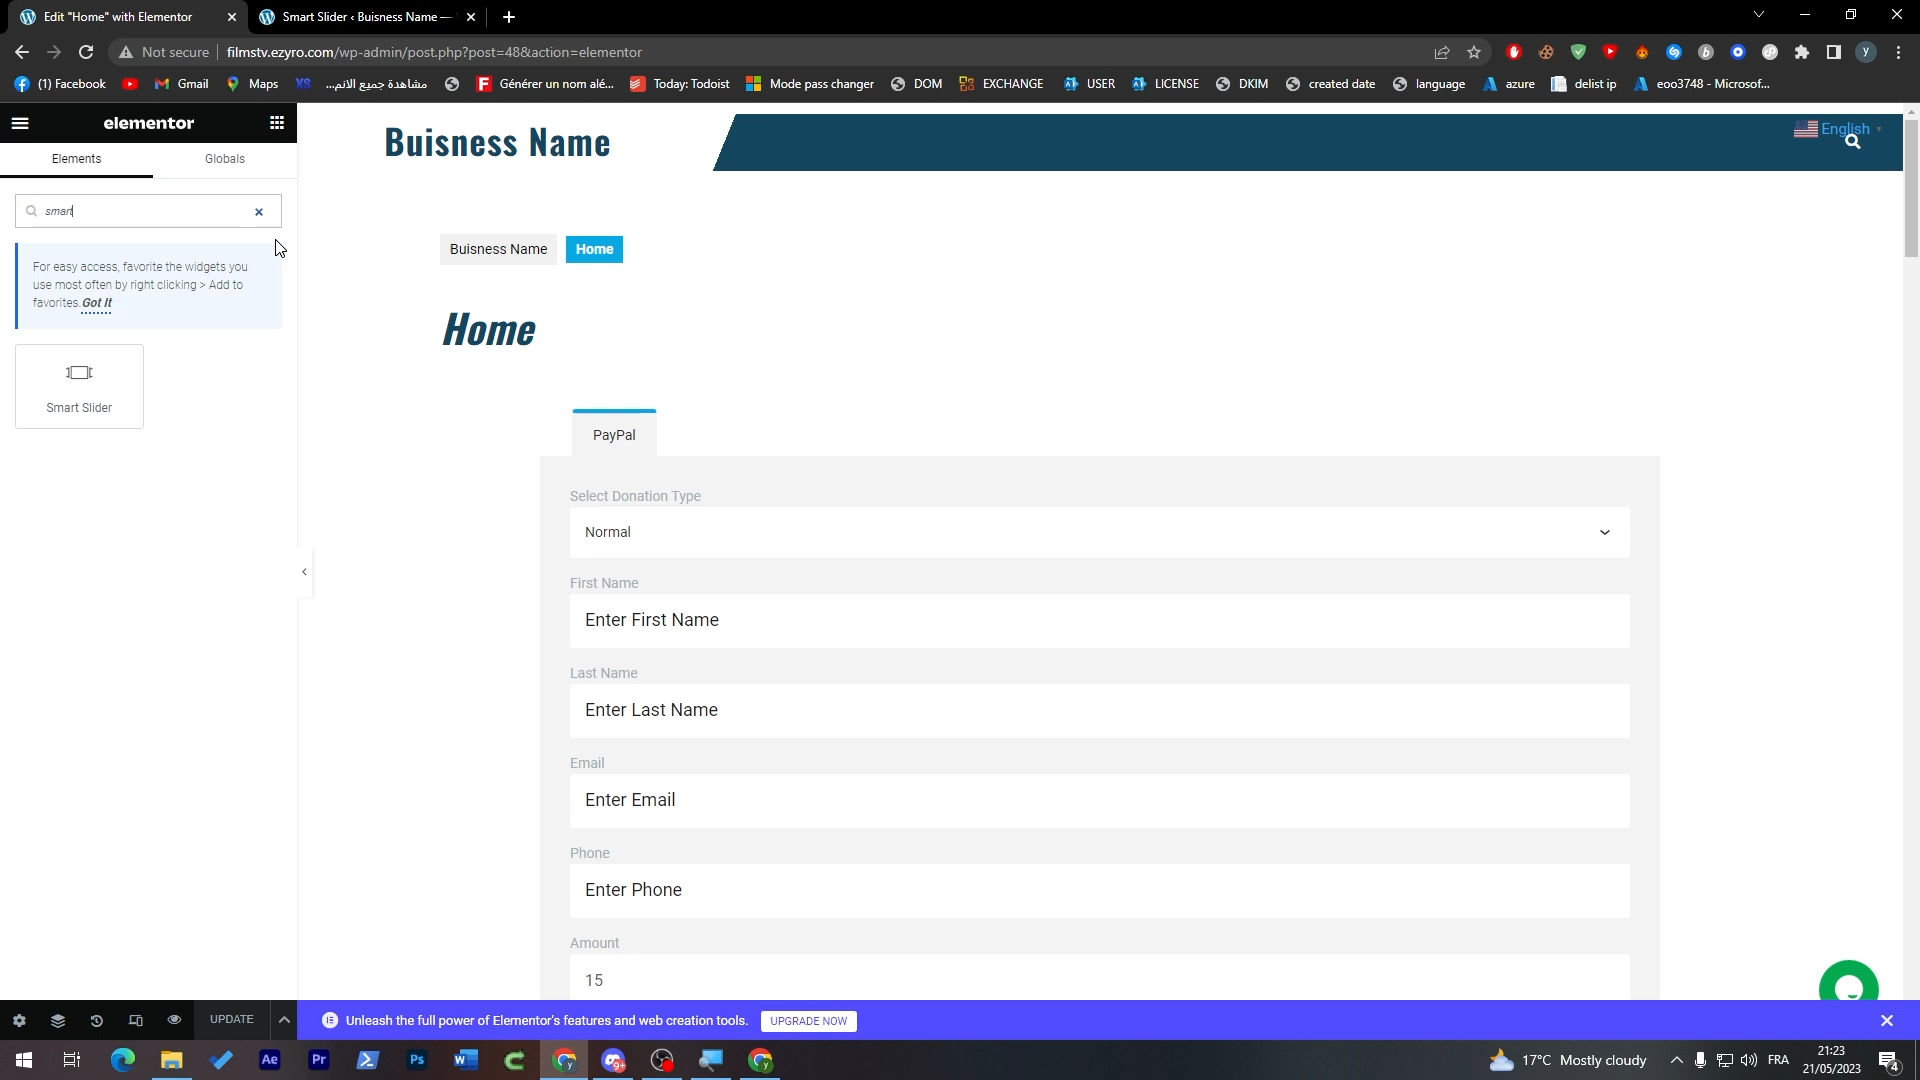 Edit "Home" with Elementor
Smart Slider ‹ Buisness Name —
Not secure
filmstv.ezyro.com/wp-admin/post.php?post=48&action=elementor
(1) Facebook
Gmail
Maps
مشاهدة جميع الانم...
Générer un nom alé...
Today: Todoist
Mode pass changer
DOM
EXCHANGE
USER
LICENSE
DKIM
created date
language
azure
delist ip
eoo3748 - Microsof...
elementor
Elements
Globals
smart
For easy access, favorite the widgets you
use most often by right clicking > Add to
favorites. Got It
Smart Slider
Buisness Name
English
Buisness Name
Home
Home
PayPal
Select Donation Type
Normal
First Name
Enter First Name
Last Name
Enter Last Name
Email
Enter Email
Phone
Enter Phone
Amount
15
UPDATE
Unleash the full power of Elementor's features and web creation tools.
UPGRADE NOW
Ae
Pr
Ps
9+
17°C Mostly cloudy
FRA
21:23
21/05/2023
4